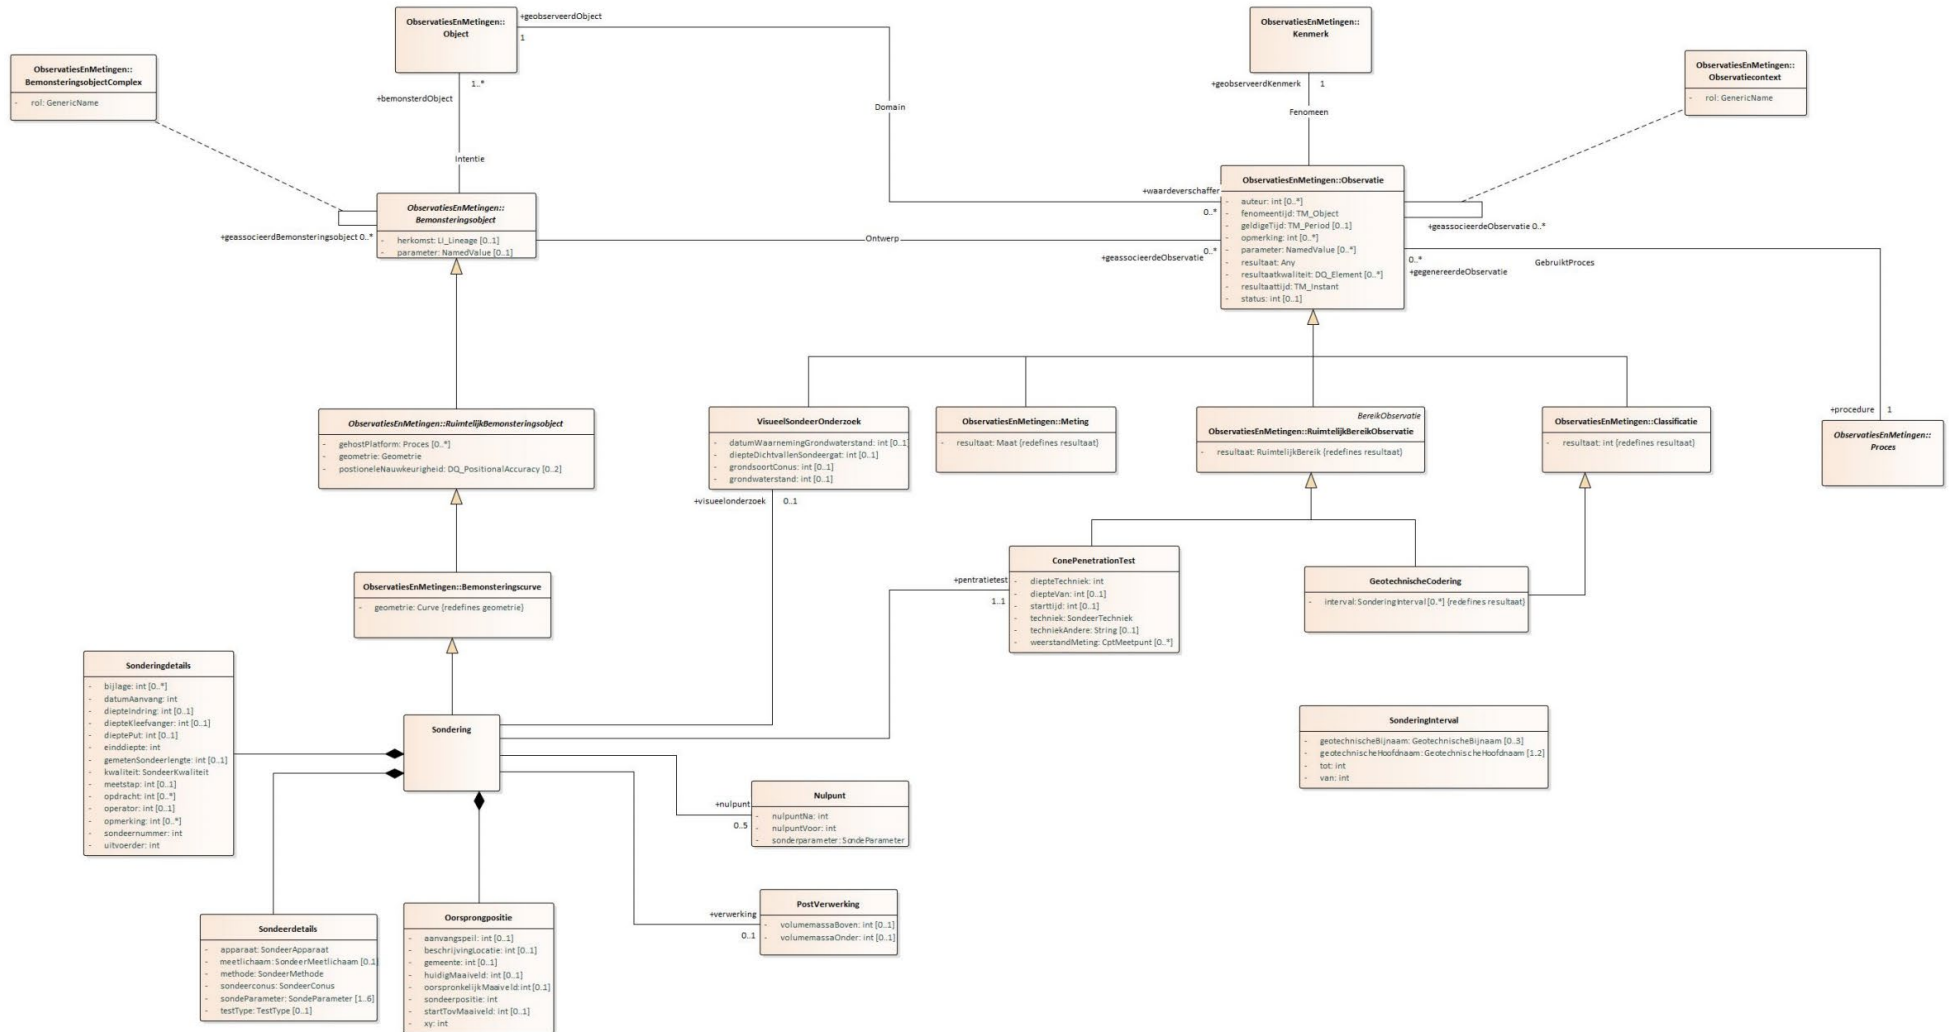 ObservatiesEnMetingen::
Object
+geobserveerdObject
1
1..*
+bemonsterdObject
Intentie
Domain
ObservatiesEnMetingen::
Kenmerk
+geobserveerdKenmerk 1
Fenomeen
ObservatiesEnMetingen::
BemonsteringsobjectComplex
- rol: GenericName
ObservatiesEnMetingen::
Observatiecontext
- rol: GenericName
ObservatiesEnMetingen::
Bemonsteringsobject
- herkomst: LI_Lineage [0..1]
- parameter: NamedValue [0..1]
+geassocieerdBemonsteringsobject 0..*
Ontwerp
+waardeverschaffer
0..*
0..*
+geassocieerdeObservatie
ObservatiesEnMetingen::Observatie
- auteur: int [0..*]
- fenomeentijd: TM_Object
- geldigeTijd: TM_Period [0..1]
- opmerking: int [0..*]
- parameter: NamedValue [0..*]
- resultaat: Any
- resultaatkwaliteit: DQ_Element [0..*]
- resultaattijd: TM_Instant
- status: int [0..1]
+geassocieerdeObservatie 0..*
0..*
+gegenereerdeObservatie
GebruiktProces
+procedure 1
ObservatiesEnMetingen::
Proces
ObservatiesEnMetingen::RuimtelijkBemonsteringsobject
- gehostPlatform: Proces [0..*]
- geometrie: Geometrie
- postioneleNauwkeurigheid: DQ_PositionalAccuracy [0..2]
VisueelSondeerOnderzoek
- datumWaarnemingGrondwaterstand: int [0..1]
- diepteDichtvallenSondeergat: int [0..1]
- grondsoortConus: int [0..1]
- grondwaterstand: int [0..1]
+visueelonderzoek 0..1
ObservatiesEnMetingen::Meting
- resultaat: Maat {redefines resultaat}
BereikObservatie
ObservatiesEnMetingen::RuimtelijkBereikObservatie
- resultaat: RuimtelijkBereik {redefines resultaat}
ObservatiesEnMetingen::Classificatie
- resultaat: int {redefines resultaat}
ObservatiesEnMetingen::Bemonsteringscurve
- geometrie: Curve {redefines geometrie}
+pentratietest
1..1
ConePenetrationTest
- diepteTechniek: int
- diepteVan: int [0..1]
- starttijd: int [0..1]
- techniek: SondeerTechniek
- techniekAndere: String [0..1]
- weerstandMeting: CptMeetpunt [0..*]
GeotechnischeCodering
- interval: SonderingInterval [0..*] {redefines resultaat}
Sonderingdetails
- bijlage: int [0..*]
- datumAanvang: int
- diepteIndring: int [0..1]
- diepteKleefvanger: int [0..1]
- dieptePut: int [0..1]
- einddiepte: int
- gemetenSondeerlengte: int [0..1]
- kwaliteit: SondeerKwaliteit
- meetstap: int [0..1]
- opdracht: int [0..*]
- operator: int [0..1]
- opmerking: int [0..*]
- sondeernummer: int
- uitvoerder: int
Sondering
SonderingInterval
- geotechnischeBijnaam: GeotechnischeBijnaam [0..3]
- geotechnischeHoofdnaam: GeotechnischeHoofdnaam [1..2]
- tot: int
- van: int
+nulpunt
0..5
Nulpunt
- nulpuntNa: int
- nulpuntVoor: int
- sonderparameter: SondeParameter
+verwerking
0..1
PostVerwerking
- volumemassaBoven: int [0..1]
- volumemassaOnder: int [0..1]
Sondeerdetails
- apparaat: SondeerApparaat
- meetlichaam: SondeerMeetlichaam [0..1]
- methode: SondeerMethode
- sondeerconus: SondeerConus
- sondeParameter: SondeParameter [1..6]
- testType: TestType [0..1]
Oorsprongpositie
- aanvangspeil: int [0..1]
- beschrijvingLocatie: int [0..1]
- gemeente: int [0..1]
- huidigMaaiveld: int [0..1]
- oorspronkelijkMaaiveld: int [0..1]
- sondeerpositie: int
- startTovMaaiveld: int [0..1]
- xy: int